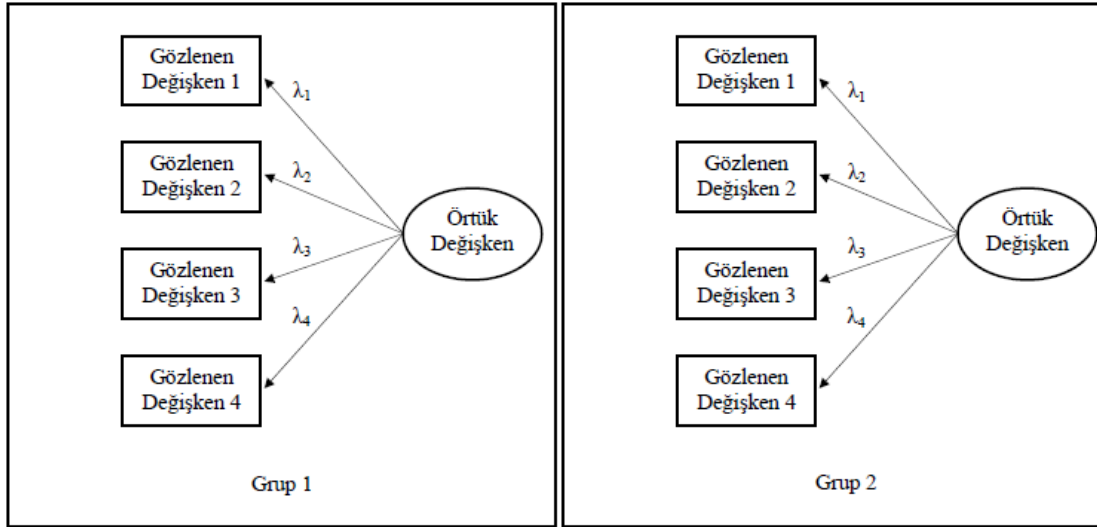 Gözlenen
Değişken 1
λ1
Gözlenen
Değişken 2
λ2
Örtük
Değişken
λ3
Gözlenen
Değişken 3
λ4
Gözlenen
Değişken 4
Grup 1
Gözlenen
Değişken 1
λ1
Gözlenen
Değişken 2
λ2
Örtük
Değişken
λ3
Gözlenen
Değişken 3
λ4
Gözlenen
Değişken 4
Grup 2